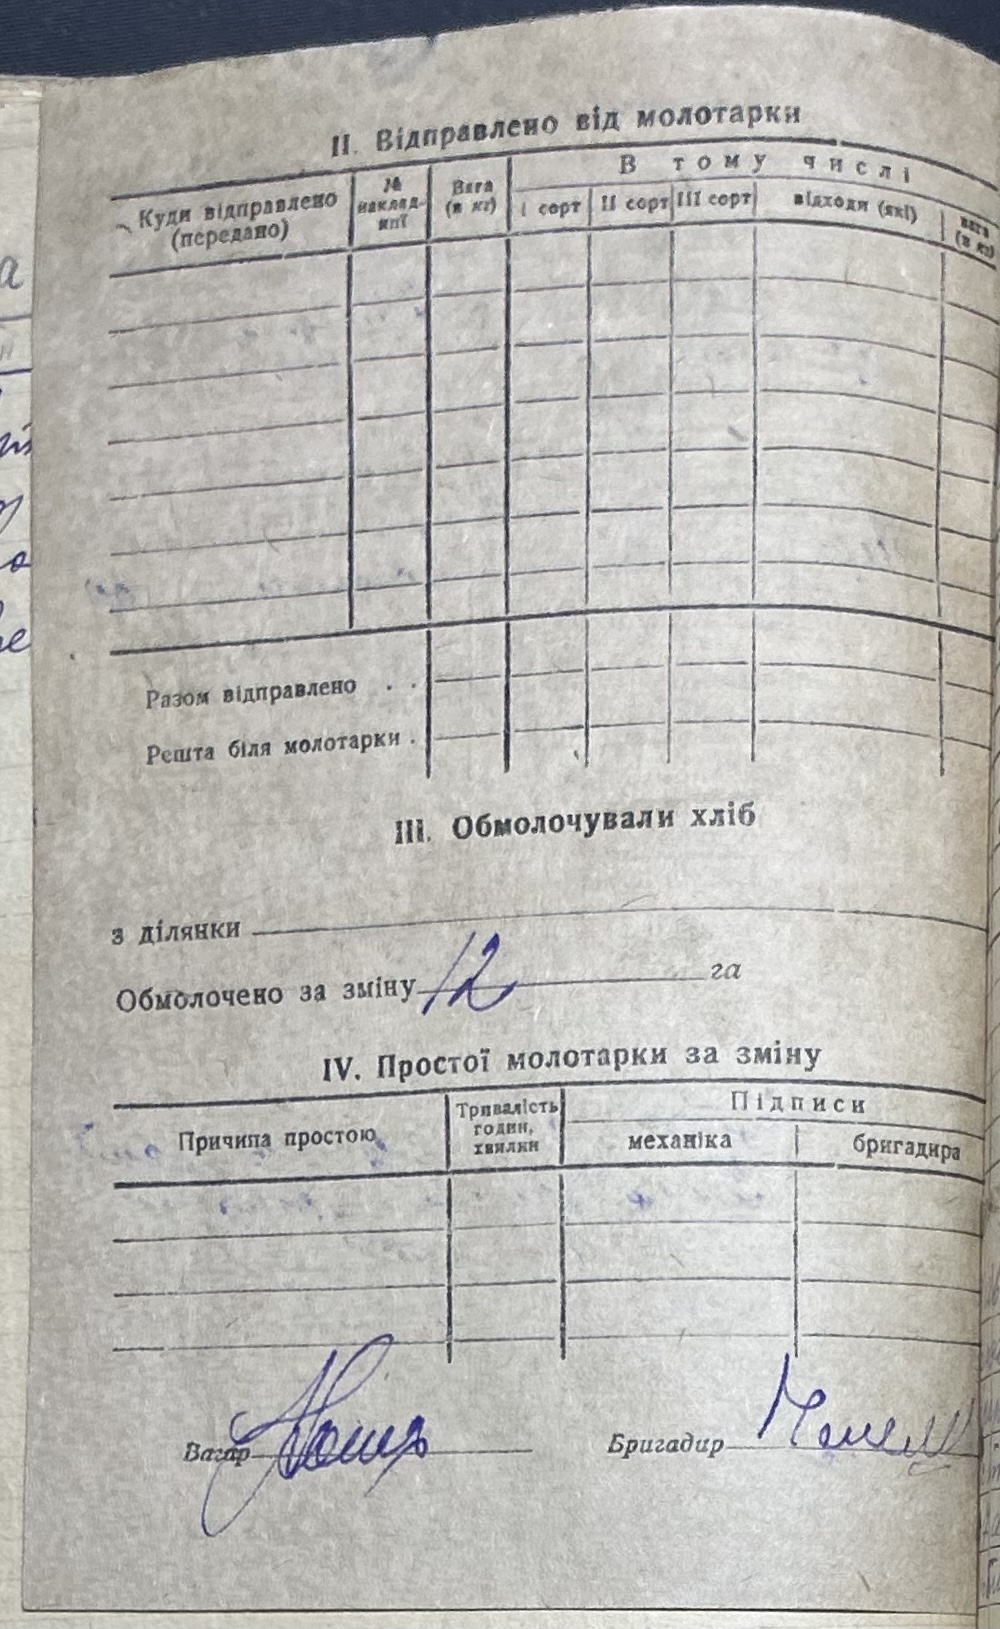 II. Відправлено від молотарки
Куди відправлено (передано)
№ наклад-ної
Вага (в кг)
В тому числі
I сорт
II сорт
III сорт
відходи (які)
вага (в кг)
Разом відправлено . .
Решта біля молотарки .
III. Обмолочували хліб
з ділянки
Обмолочено за зміну 12 га
IV. Простої молотарки за зміну
Причина простою
Тривалість годин, хвилин
Підписи
механіка
бригадира
Вагар
Бригадир